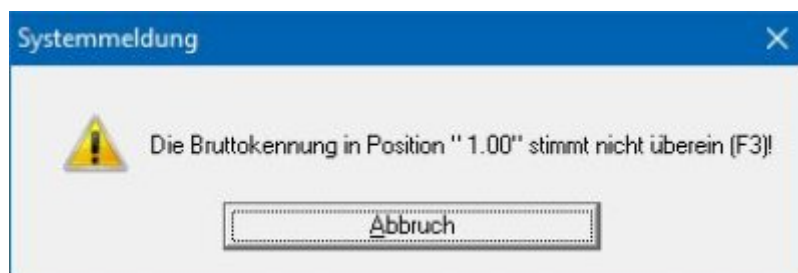 Systemmeldung
Die Bruttokennung in Position " 1.00" stimmt nicht überein (F3)!
Abbruch